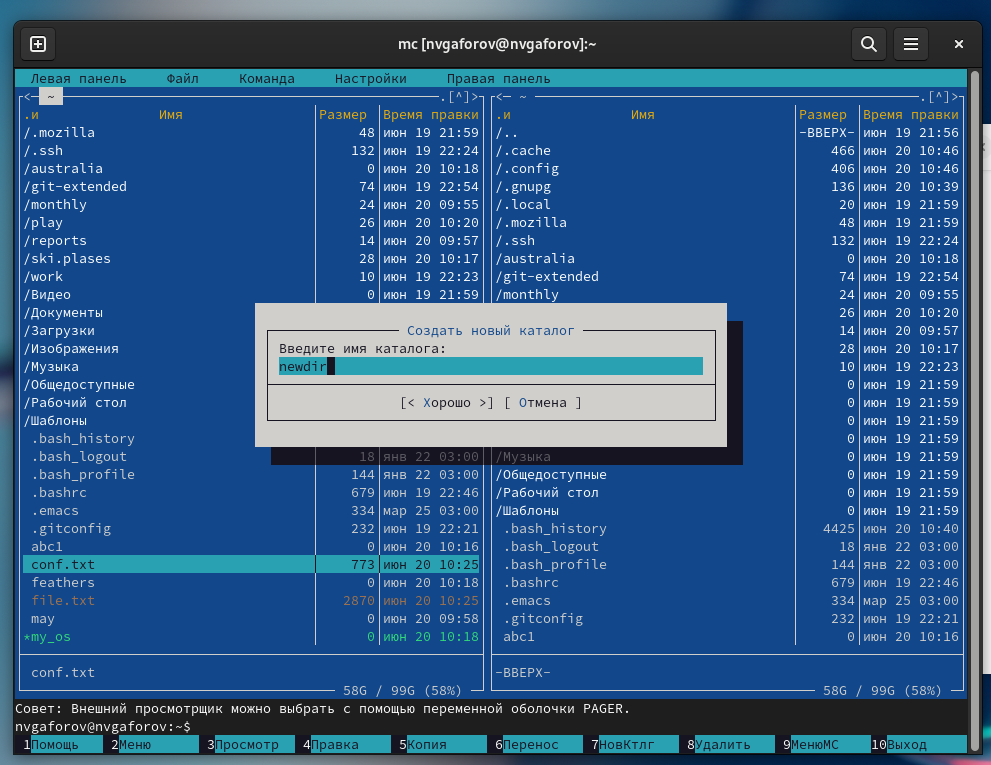 mc [nvgaforov@nvgaforov]:~
Левая панель Файл Команда Настройки Правая панель
<─ ~ .[^]> <─ ~ .[^]>
.и Имя Размер Время правки .и Имя Размер Время правки
/.mozilla 48 июн 19 21:59 /.. -ВВЕРХ- июн 19 21:56
/.ssh 132 июн 19 22:24 /.cache 466 июн 20 10:46
/australia 0 июн 20 10:18 /.config 406 июн 20 10:46
/git-extended 74 июн 19 22:54 /.gnupg 136 июн 20 10:39
/monthly 24 июн 20 09:55 /.local 20 июн 19 21:59
/play 26 июн 20 10:20 /.mozilla 48 июн 19 21:59
/reports 14 июн 20 09:57 /.ssh 132 июн 19 22:24
/ski.plases 28 июн 20 10:17 /australia 0 июн 20 10:18
/work 10 июн 19 22:23 /git-extended 74 июн 19 22:54
/Видео 0 июн 19 21:59 /monthly 24 июн 20 09:55
/Документы 26 июн 20 10:20
/Загрузки Создать новый каталог 14 июн 20 09:57
/Изображения Введите имя каталога: 28 июн 20 10:17
/Музыка newdir 10 июн 19 22:23
/Общедоступные 0 июн 19 21:59
/Рабочий стол [< Хорошо >] [ Отмена ] 0 июн 19 21:59
/Шаблоны 0 июн 19 21:59
.bash_history 0 июн 19 21:59
.bash_logout 18 янв 22 03:00 /Музыка 0 июн 19 21:59
.bash_profile 144 янв 22 03:00 /Общедоступные 0 июн 19 21:59
.bashrc 679 июн 19 22:46 /Рабочий стол 0 июн 19 21:59
.emacs 334 мар 25 03:00 /Шаблоны 0 июн 19 21:59
.gitconfig 232 июн 19 22:21 .bash_history 4425 июн 20 10:40
abc1 0 июн 20 10:16 .bash_logout 18 янв 22 03:00
conf.txt 773 июн 20 10:25 .bash_profile 144 янв 22 03:00
feathers 0 июн 20 10:18 .bashrc 679 июн 19 22:46
file.txt 2870 июн 20 10:25 .emacs 334 мар 25 03:00
may 0 июн 20 09:58 .gitconfig 232 июн 19 22:21
*my_os 0 июн 20 10:18 abc1 0 июн 20 10:16
conf.txt -ВВЕРХ-
58G / 99G (58%) 58G / 99G (58%)
Совет: Внешний просмотрщик можно выбрать с помощью переменной оболочки PAGER.
nvgaforov@nvgaforov:~$
1Помощь 2Меню 3Просмотр 4Правка 5Копия 6Перенос 7НовКтлг 8Удалить 9МенюМС 10Выход